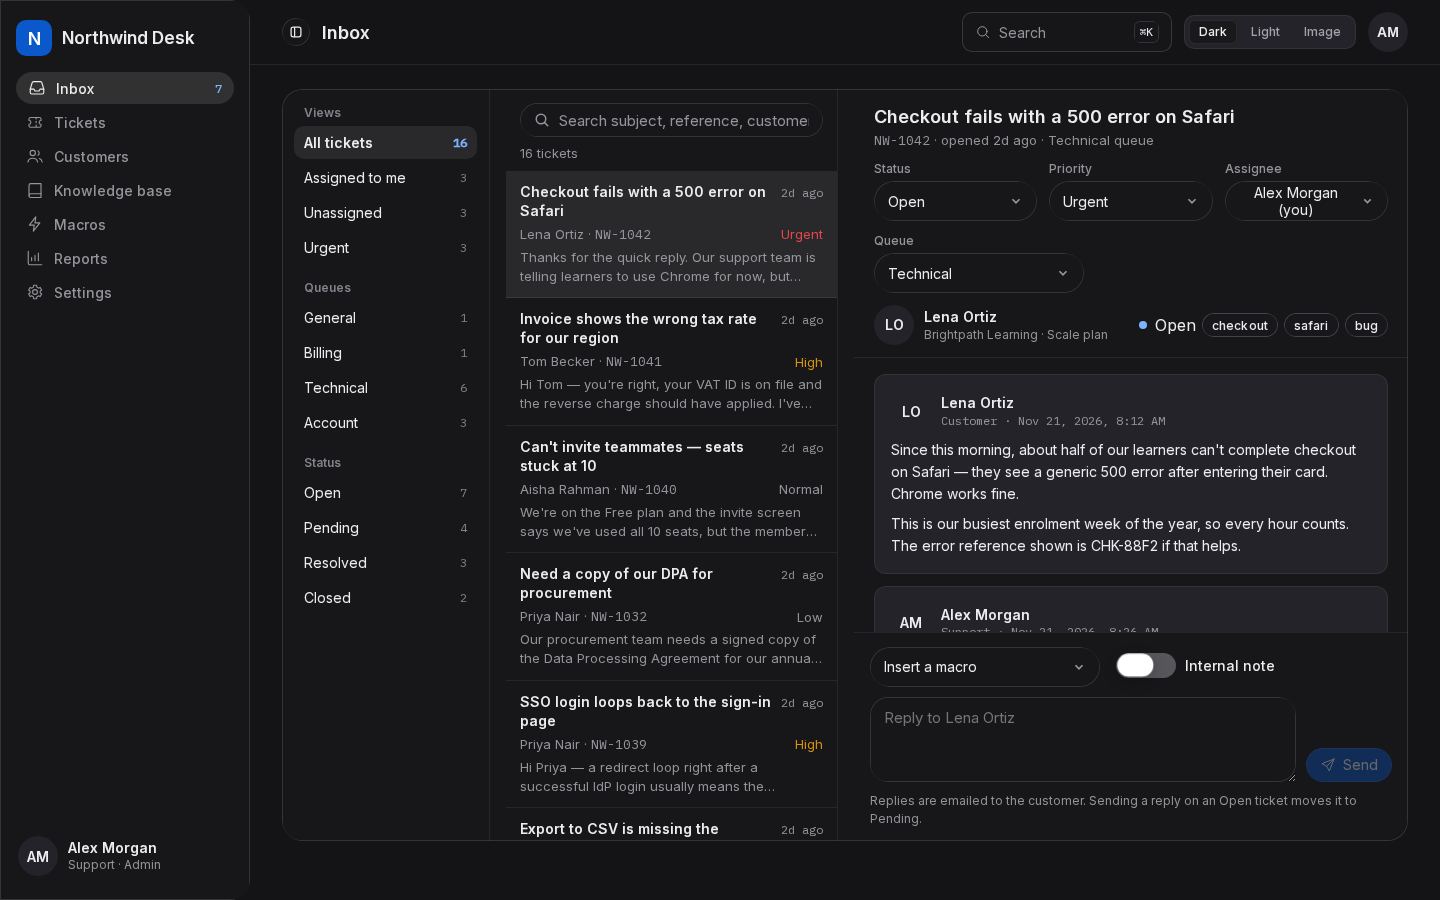 N Northwind Desk
Inbox 7
Tickets
Customers
Knowledge base
Macros
Reports
Settings
AM Alex Morgan
Support · Admin
Inbox
Search ⌘K
Dark Light Image
AM
Views
All tickets 16
Assigned to me 3
Unassigned 3
Urgent 3
Queues
General 1
Billing 1
Technical 6
Account 3
Status
Open 7
Pending 4
Resolved 3
Closed 2
Search subject, reference, custome
16 tickets
Checkout fails with a 500 error on 2d ago
Safari
Lena Ortiz · NW-1042 Urgent
Thanks for the quick reply. Our support team is
telling learners to use Chrome for now, but…
Invoice shows the wrong tax rate 2d ago
for our region
Tom Becker · NW-1041 High
Hi Tom — you're right, your VAT ID is on file and
the reverse charge should have applied. I've…
Can't invite teammates — seats 2d ago
stuck at 10
Aisha Rahman · NW-1040 Normal
We're on the Free plan and the invite screen
says we've used all 10 seats, but the member…
Need a copy of our DPA for 2d ago
procurement
Priya Nair · NW-1032 Low
Our procurement team needs a signed copy of
the Data Processing Agreement for our annua…
SSO login loops back to the sign-in 2d ago
page
Priya Nair · NW-1039 High
Hi Priya — a redirect loop right after a
successful IdP login usually means the…
Export to CSV is missing the 2d ago
Checkout fails with a 500 error on Safari
NW-1042 · opened 2d ago · Technical queue
Status Priority Assignee
Open Urgent Alex Morgan
(you)
Queue
Technical
LO Lena Ortiz
Brightpath Learning · Scale plan
Open checkout safari bug
LO Lena Ortiz
Customer · Nov 21, 2026, 8:12 AM
Since this morning, about half of our learners can't complete checkout
on Safari — they see a generic 500 error after entering their card.
Chrome works fine.
This is our busiest enrolment week of the year, so every hour counts.
The error reference shown is CHK-88F2 if that helps.
AM Alex Morgan
Support · Nov 21, 2026, 8:26 AM
Insert a macro
Internal note
Reply to Lena Ortiz
Send
Replies are emailed to the customer. Sending a reply on an Open ticket moves it to
Pending.